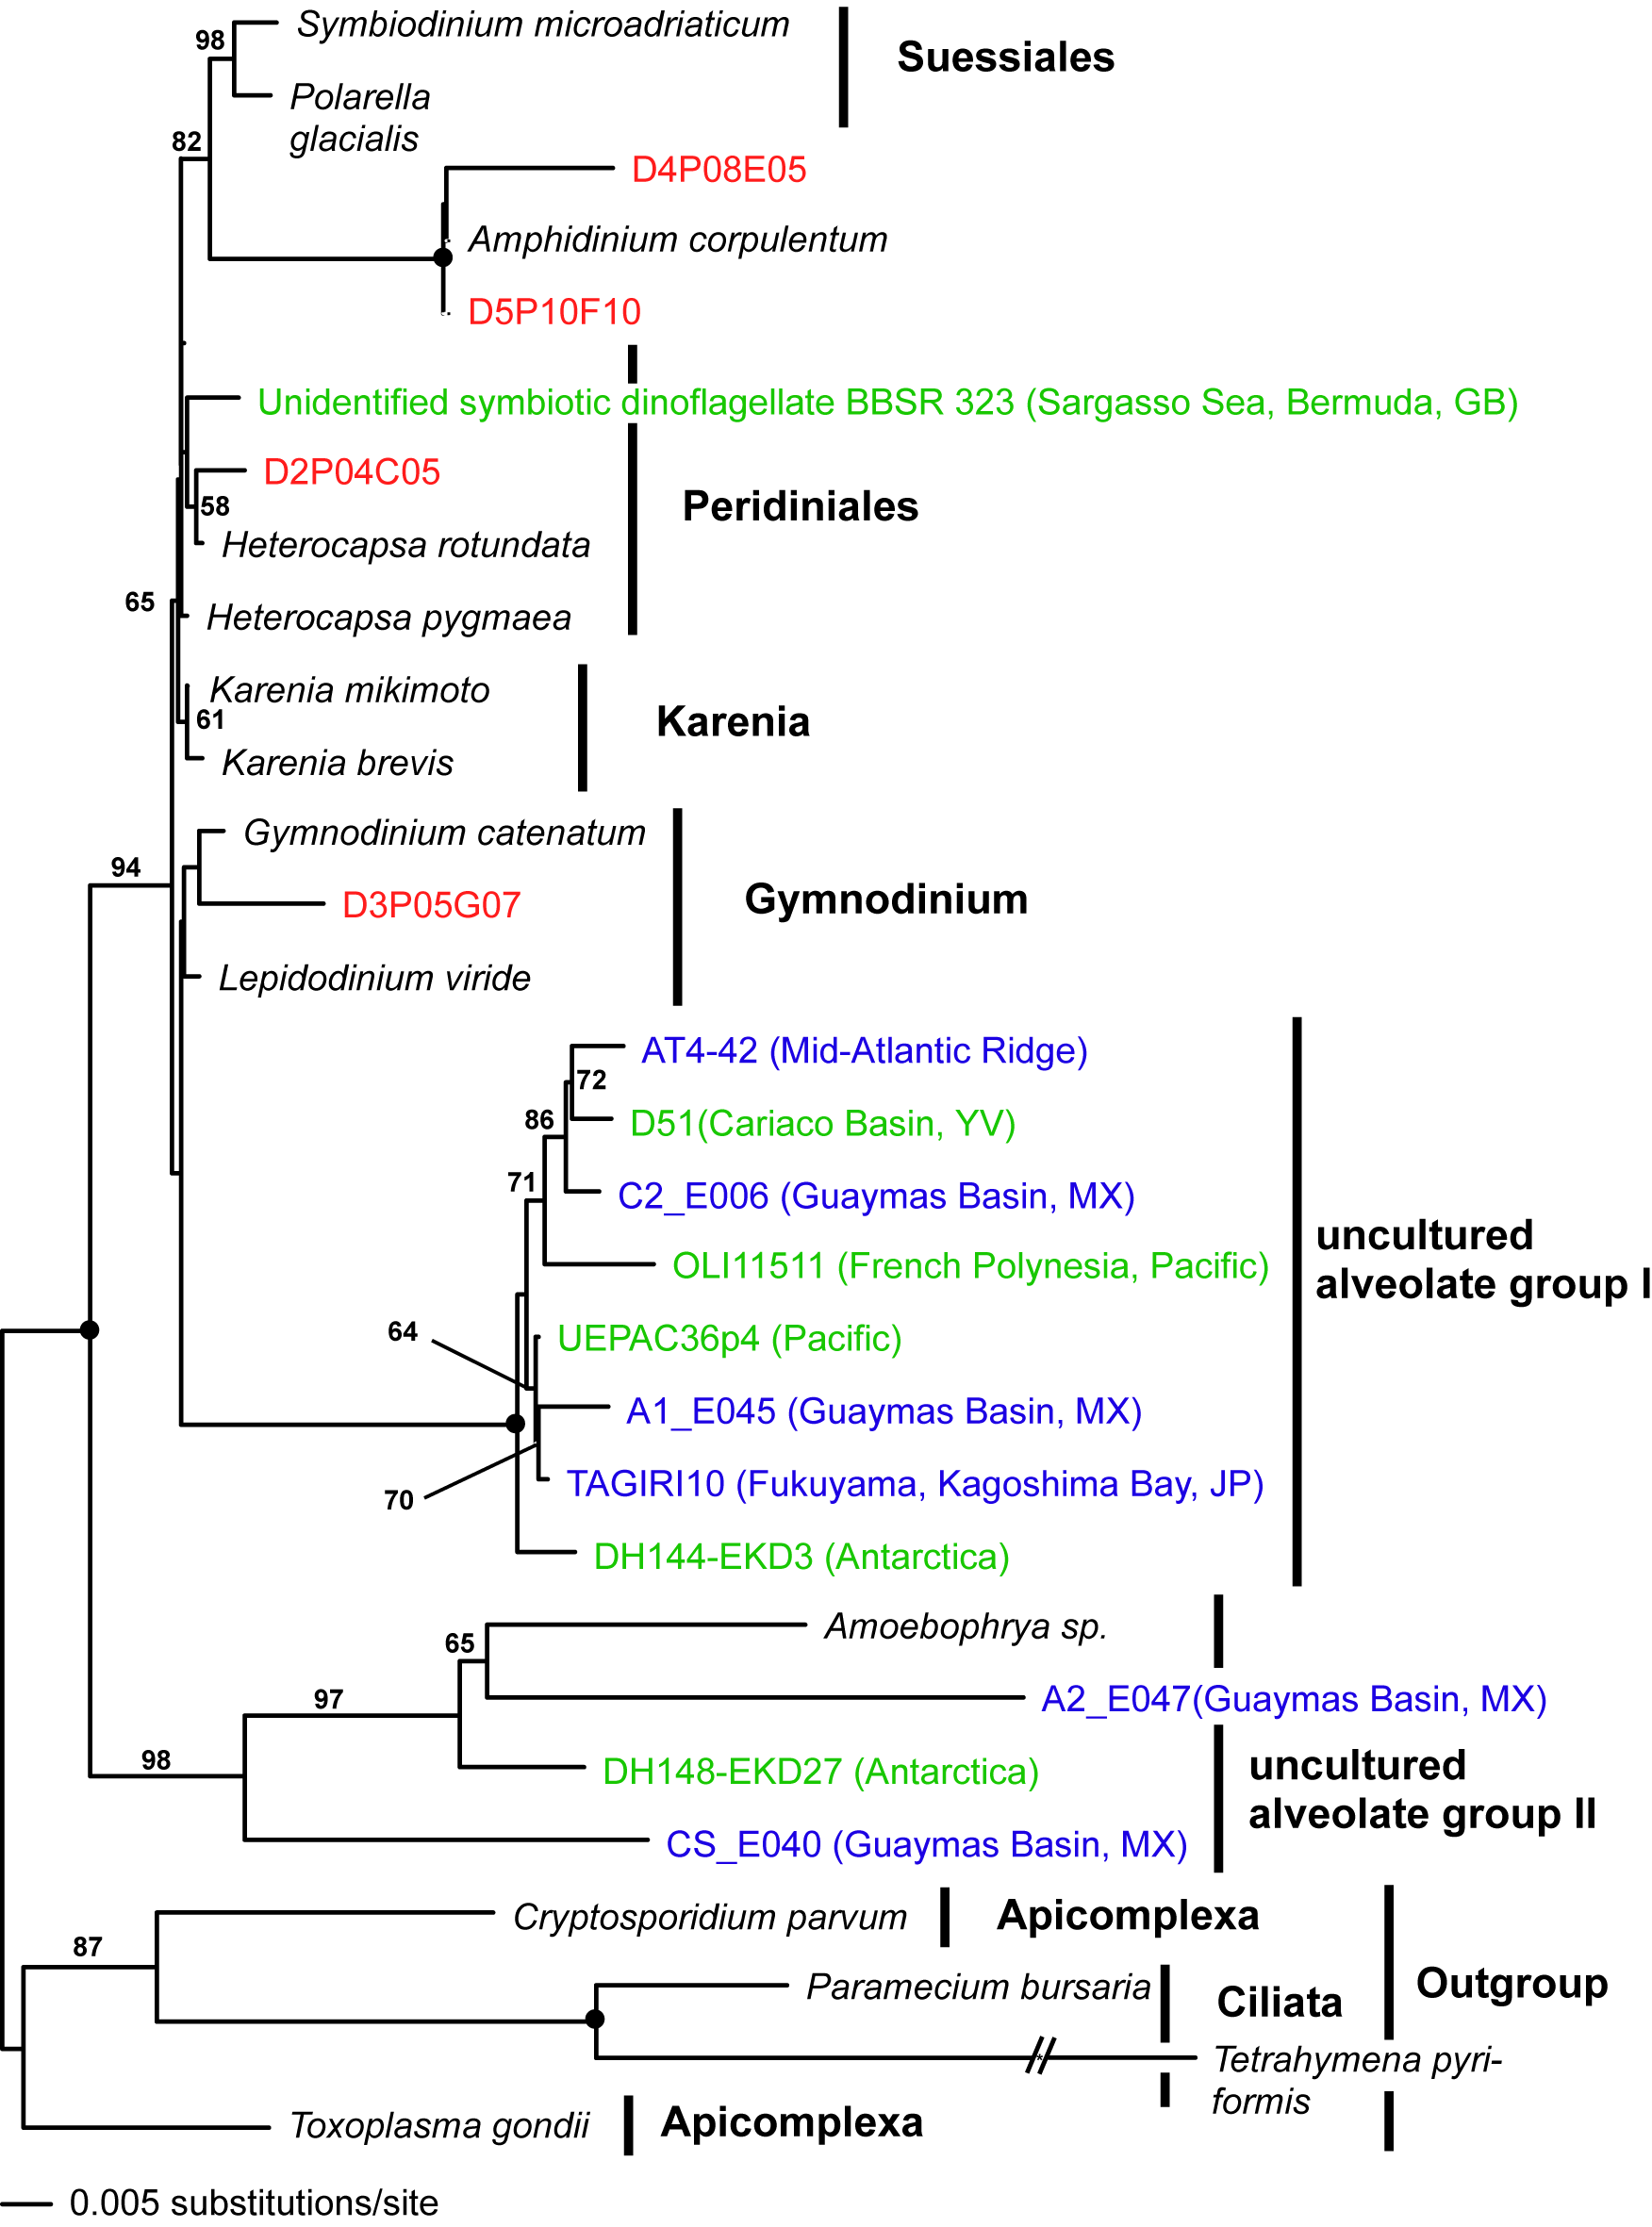 Symbiodinium microadriaticum
98
Suessiales
Polarella
glacialis
82
D4P08E05
Amphidinium corpulentum
D5P10F10
Unidentified symbiotic dinoflagellate BBSR 323 (Sargasso Sea, Bermuda, GB)
D2P04C05
58
Peridiniales
Heterocapsa rotundata
65
Heterocapsa pygmaea
Karenia mikimoto
61
Karenia
Karenia brevis
Gymnodinium catenatum
94
D3P05G07
Gymnodinium
Lepidodinium viride
AT4-42 (Mid-Atlantic Ridge)
72
86
D51(Cariaco Basin, YV)
71
C2_E006 (Guaymas Basin, MX)
uncultured
alveolate group I
OLI11511 (French Polynesia, Pacific)
64
UEPAC36p4 (Pacific)
A1_E045 (Guaymas Basin, MX)
70
TAGIRI10 (Fukuyama, Kagoshima Bay, JP)
DH144-EKD3 (Antarctica)
Amoebophrya sp.
65
97
A2_E047(Guaymas Basin, MX)
98
DH148-EKD27 (Antarctica)
uncultured
alveolate group II
CS_E040 (Guaymas Basin, MX)
Cryptosporidium parvum
Apicomplexa
87
Paramecium bursaria
Ciliata
Outgroup
Tetrahymena pyri-
formis
Toxoplasma gondii
Apicomplexa
0.005 substitutions/site